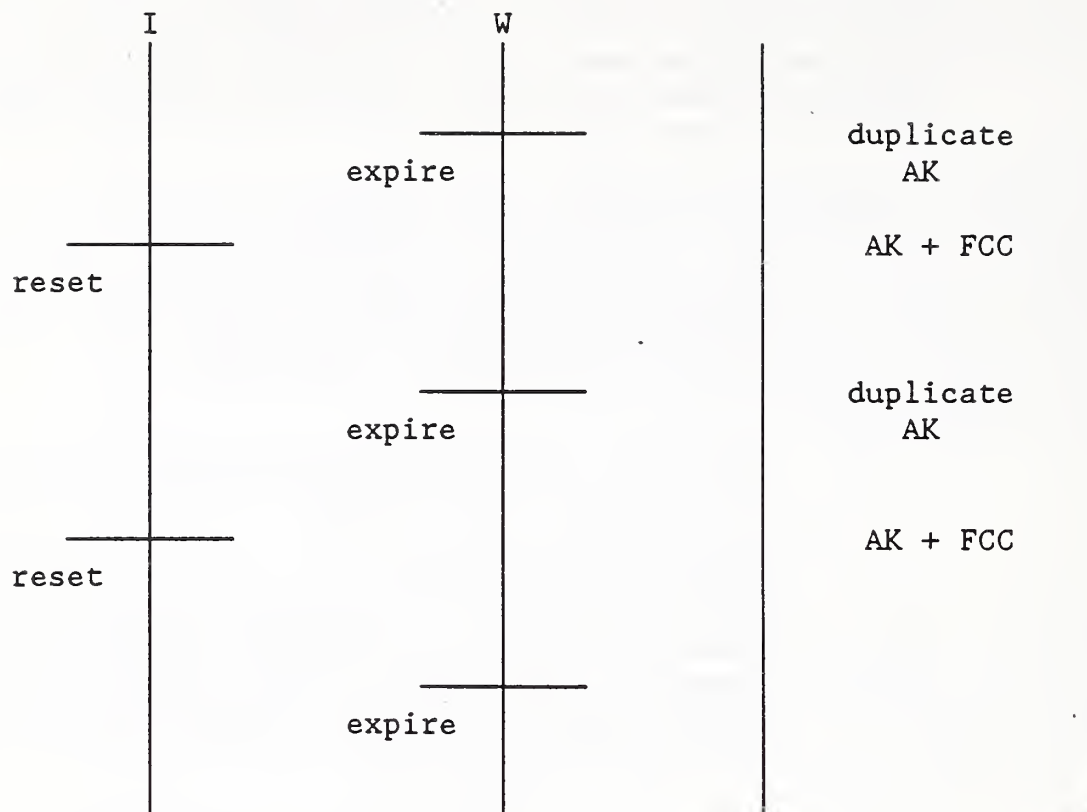 I W
duplicate
expire AK
AK + FCC
reset
duplicate
expire AK
AK + FCC
reset
expire